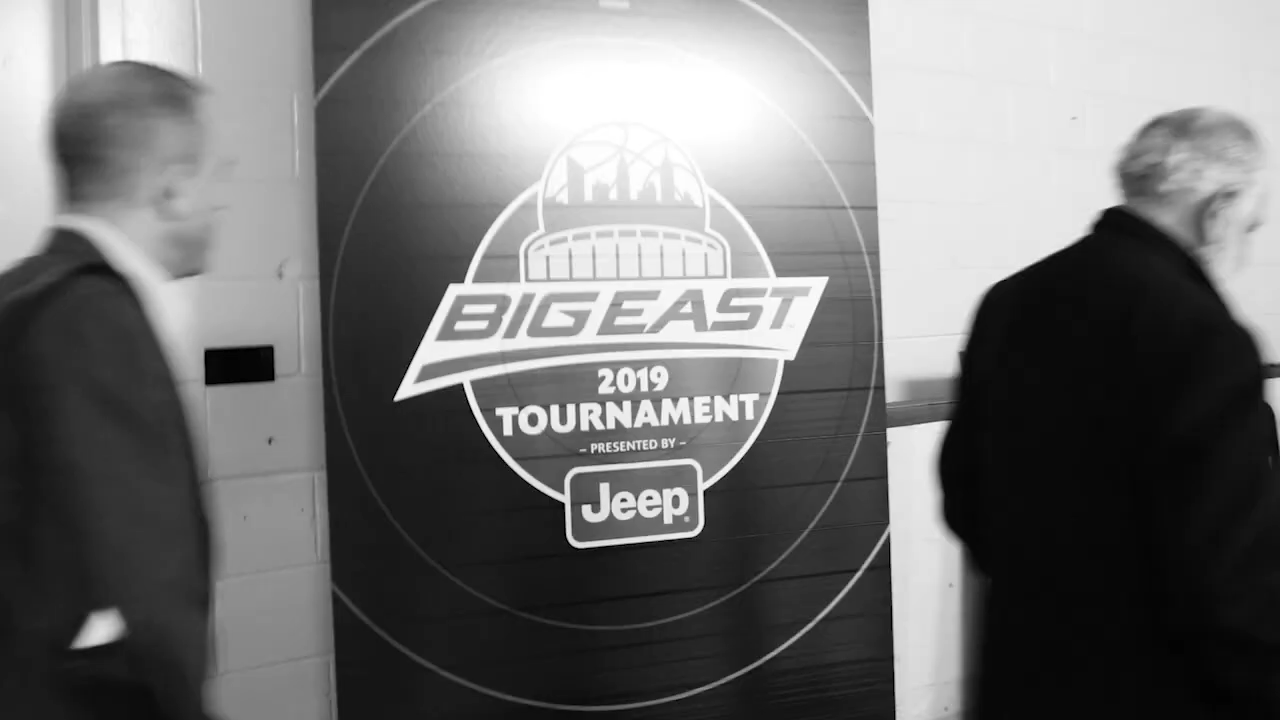 BIG EAST
2019
TOURNAMENT
– PRESENTED BY –
Jeep